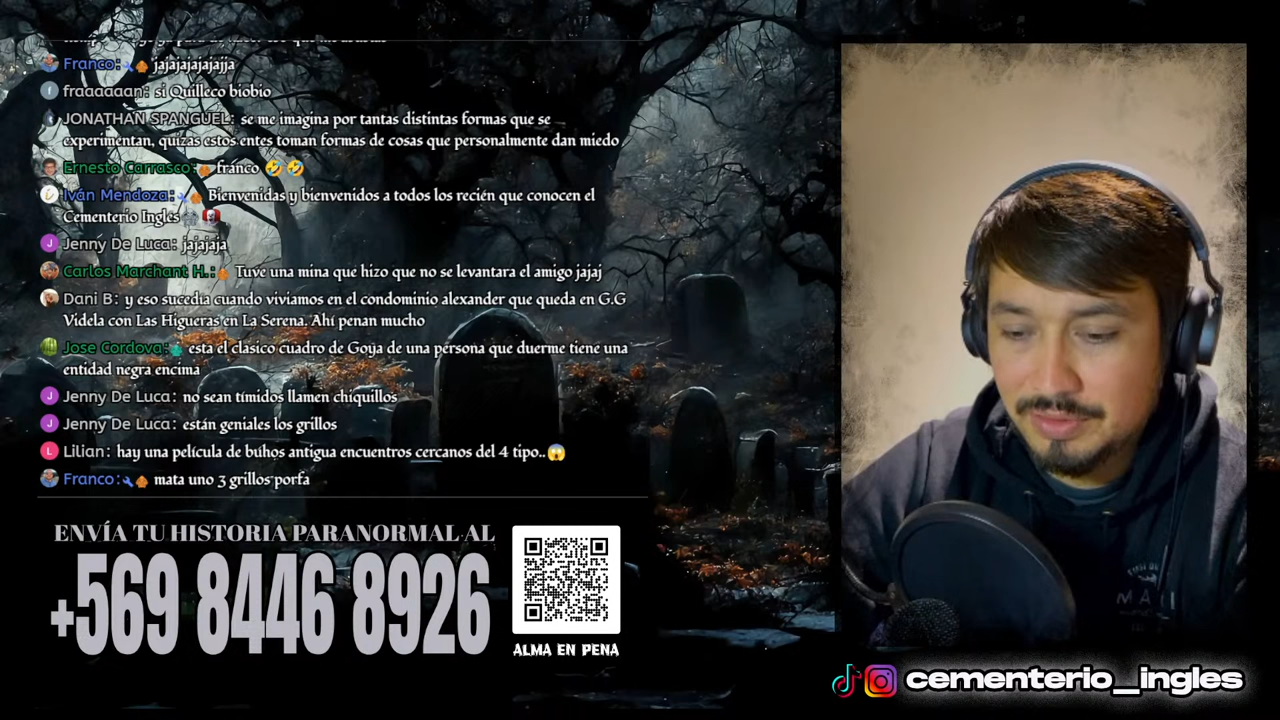 Franco: jajajajajajja
fraaaaaan: si Quilleco biobio
JONATHAN SPANGUEL: se me imagina por tantas distintas formas que se
experimentan, quizas estos entes toman formas de cosas que personalmente dan miedo
Ernesto Carrasco: franco 🤣 🤣
Iván Mendoza: Bienvenidas y bienvenidos a todos los recién que conocen el
Cementerio Ingles
Jenny De Luca: jajajaja
Carlos Marchant H.: Tuve una mina que hizo que no se levantara el amigo jajaj
Dani B: y eso sucedia cuando viviamos en el condominio alexander que queda en G.G
Videla con Las Higueras en La Serena. Ahí penan mucho
Jose Cordova: esta el clasico cuadro de Goya de una persona que duerme tiene una
entidad negra encima
Jenny De Luca: no sean tímidos llamen chiquillos
Jenny De Luca: están geniales los grillos
Lilian: hay una película de búhos antigua encuentros cercanos del 4 tipo..😱
Franco: mata uno 3 grillos porfa
ENVÍA TU HISTORIA PARANORMAL AL
+569 8446 8926
ALMA EN PENA
cementerio_ingles